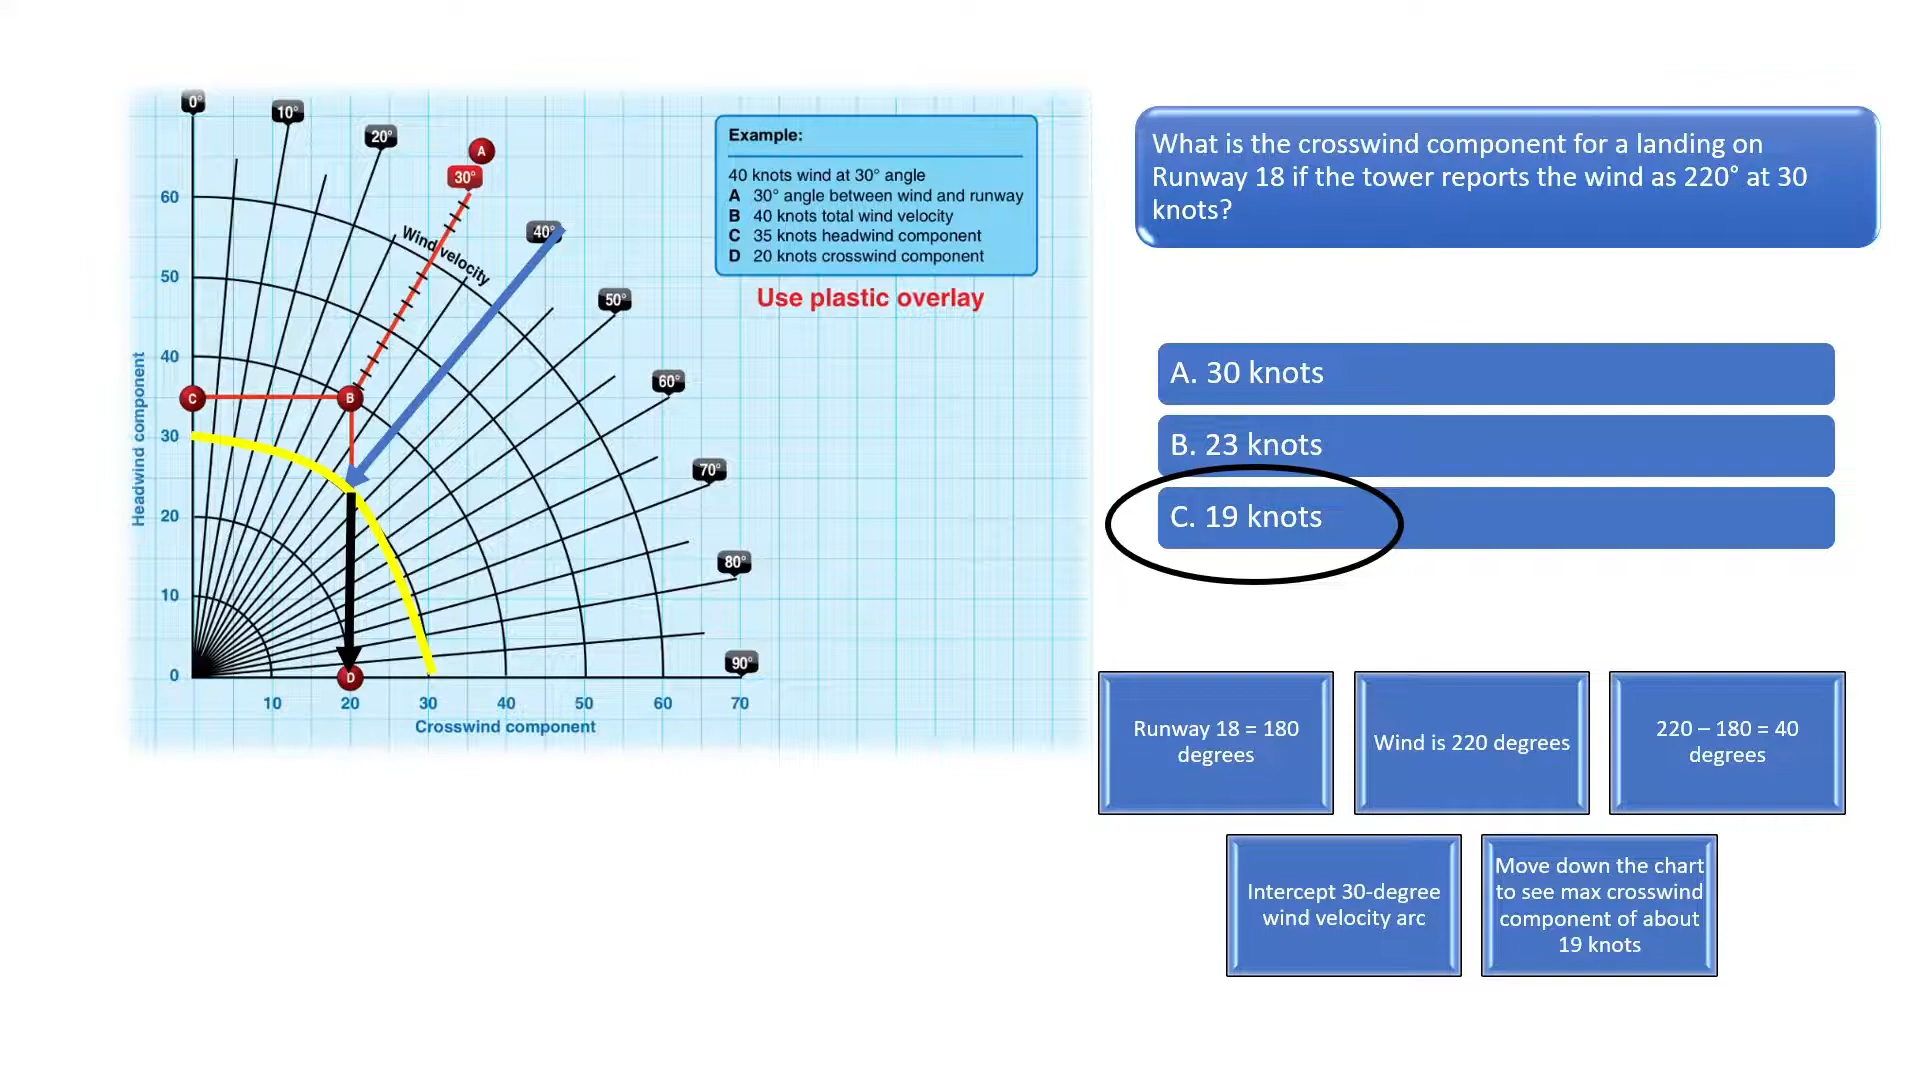 0°
10°
20°
A
30°
40°
50°
60°
70°
80°
90°
Wind velocity
60
50
40
30
20
10
0
Headwind component
C
B
D
10 20 30 40 50 60 70
Crosswind component
Example:
40 knots wind at 30° angle
A 30° angle between wind and runway
B 40 knots total wind velocity
C 35 knots headwind component
D 20 knots crosswind component
Use plastic overlay
What is the crosswind component for a landing on
Runway 18 if the tower reports the wind as 220° at 30
knots?
A. 30 knots
B. 23 knots
C. 19 knots
Runway 18 = 180
degrees
Wind is 220 degrees
220 – 180 = 40
degrees
Intercept 30-degree
wind velocity arc
Move down the chart
to see max crosswind
component of about
19 knots